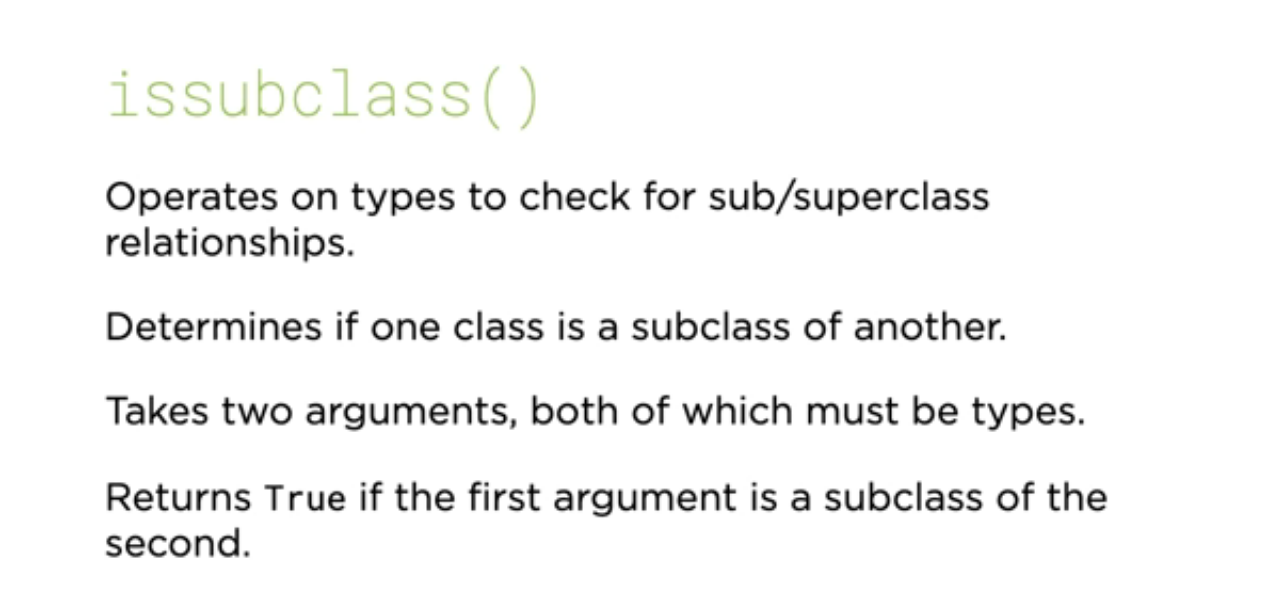 issubclass()
Operates on types to check for sub/superclass
relationships.
Determines if one class is a subclass of another.
Takes two arguments, both of which must be types.
Returns True if the first argument is a subclass of the
second.